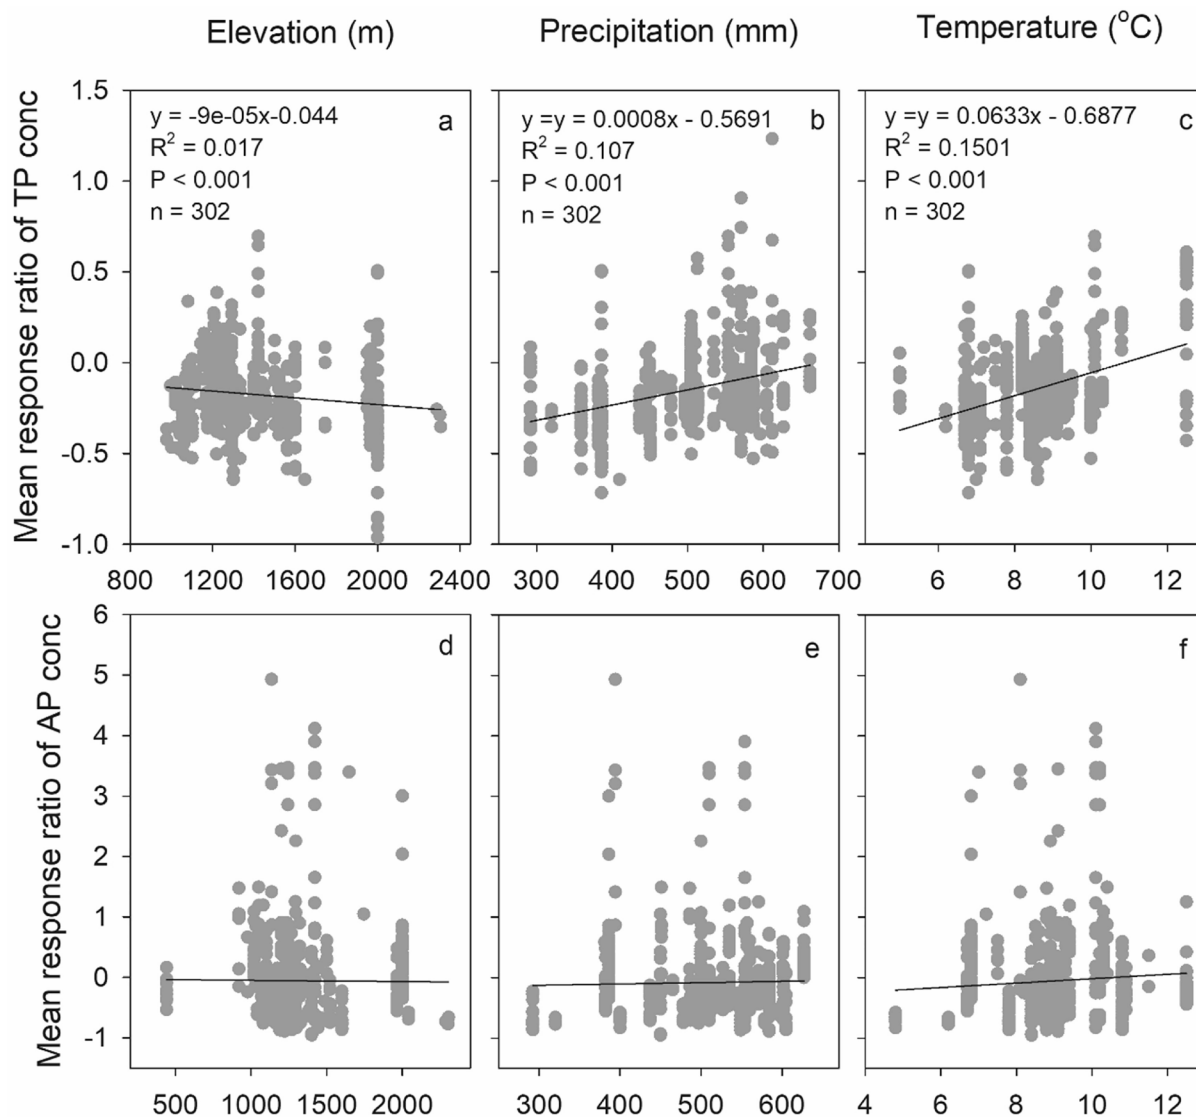 Elevation (m)
Precipitation (mm)
Temperature (°C)
Mean response ratio of TP conc
1.5
1.0
0.5
0.0
-0.5
-1.0
y = -9e-05x-0.044
R² = 0.017
P < 0.001
n = 302
a
y =y = 0.0008x - 0.5691
R² = 0.107
P < 0.001
n = 302
b
y =y = 0.0633x - 0.6877
R² = 0.1501
P < 0.001
n = 302
c
800 1200 1600 2000 2400
300 400 500 600 700
6 8 10 12
Mean response ratio of AP conc
6
5
4
3
2
1
0
-1
d
e
f
500 1000 1500 2000
300 400 500 600
4 6 8 10 12